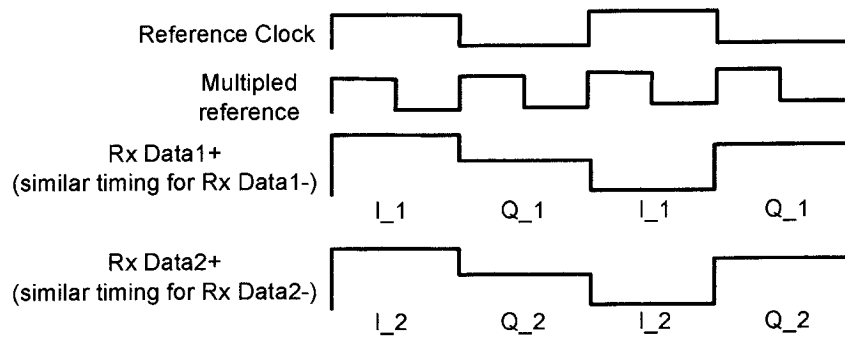 Reference Clock
Multipled
reference
Rx Data1+
(similar timing for Rx Data1-)
I_1 Q_1 I_1 Q_1
Rx Data2+
(similar timing for Rx Data2-)
I_2 Q_2 I_2 Q_2